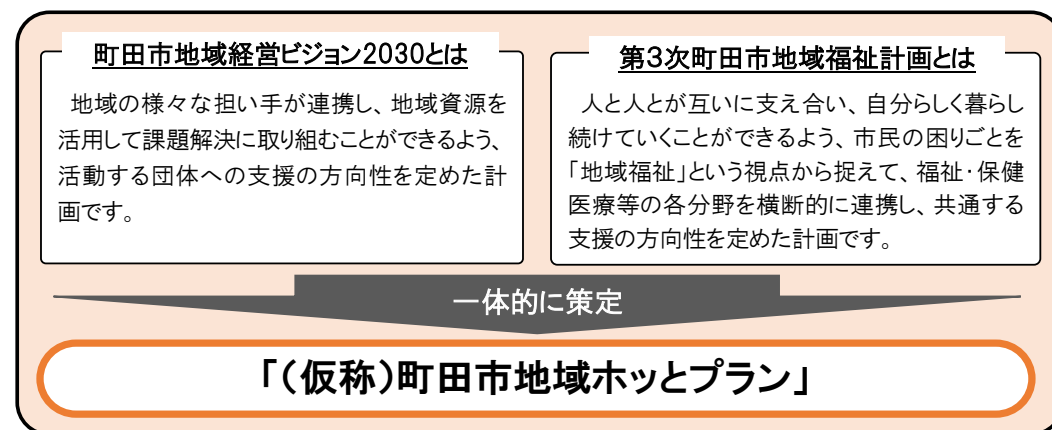 町田市地域経営ビジョン2030とは
地域の様々な担い手が連携し、地域資源を
活用して課題解決に取り組むことができるよう、
活動する団体への支援の方向性を定めた計
画です。
第3次町田市地域福祉計画とは
人と人とが互いに支え合い、自分らしく暮らし
続けていくことができるよう、市民の困りごとを
「地域福祉」という視点から捉えて、福祉・保健
医療等の各分野を横断的に連携し、共通する
支援の方向性を定めた計画です。
一体的に策定
「(仮称)町田市地域ホッとプラン」